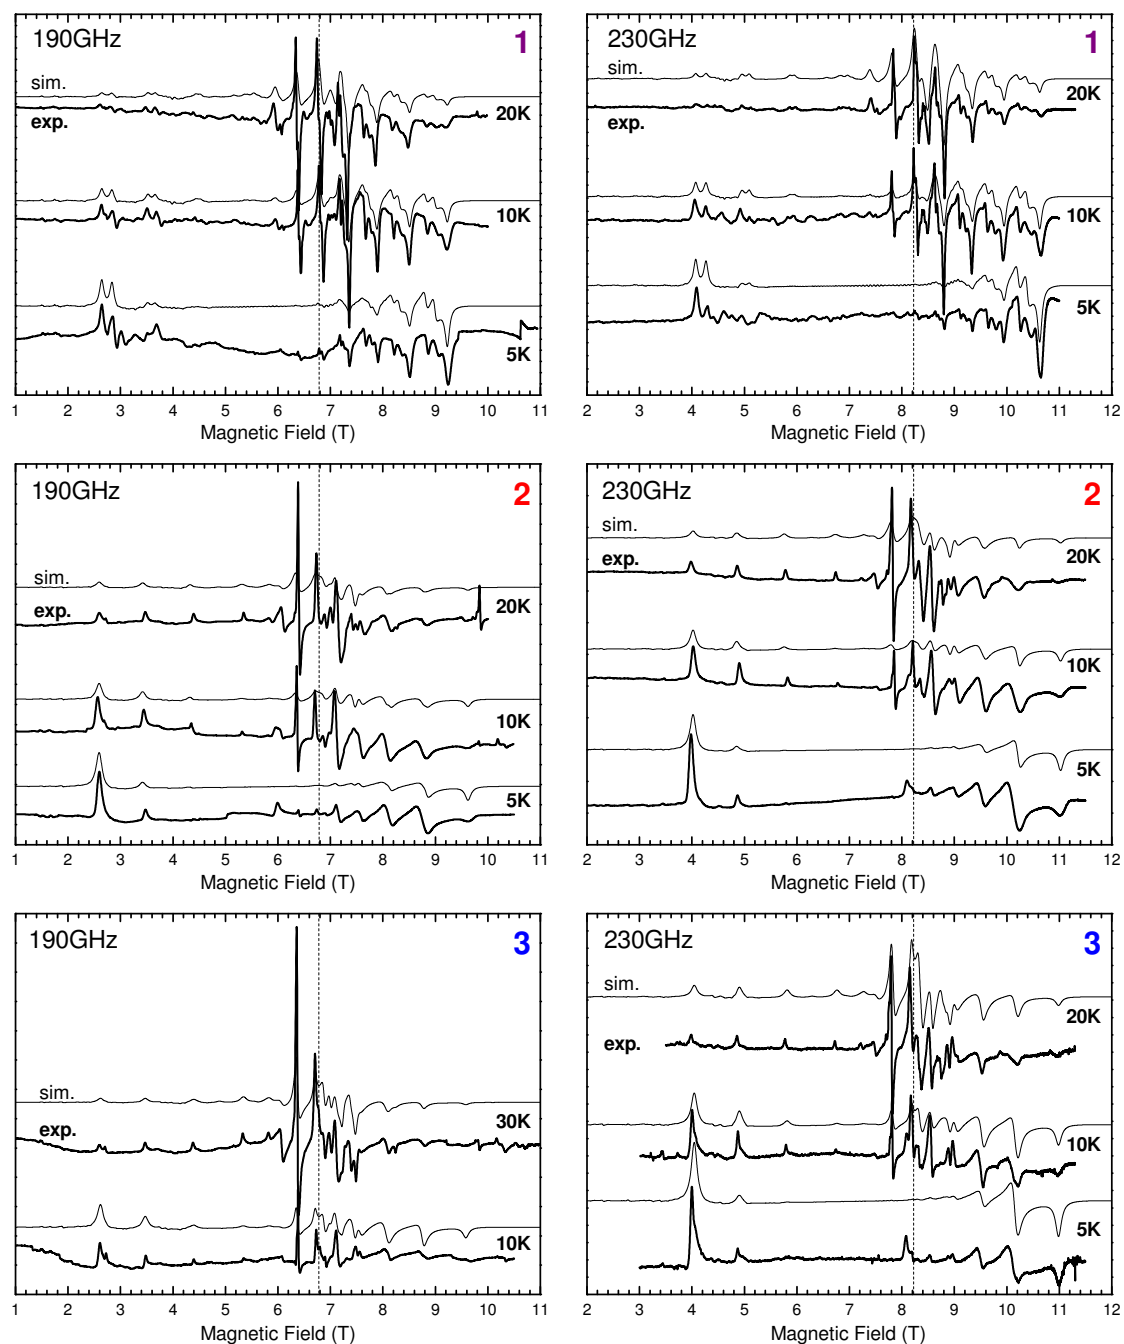 190GHz
1
sim.
exp.
20K
10K
5K
1 2 3 4 5 6 7 8 9 10 11
Magnetic Field (T)
230GHz
1
sim.
exp.
20K
10K
5K
2 3 4 5 6 7 8 9 10 11 12
Magnetic Field (T)
190GHz
2
sim.
exp.
20K
10K
5K
1 2 3 4 5 6 7 8 9 10 11
Magnetic Field (T)
230GHz
2
sim.
exp.
20K
10K
5K
2 3 4 5 6 7 8 9 10 11 12
Magnetic Field (T)
190GHz
3
sim.
exp.
30K
10K
1 2 3 4 5 6 7 8 9 10 11
Magnetic Field (T)
230GHz
3
sim.
exp.
20K
10K
5K
2 3 4 5 6 7 8 9 10 11 12
Magnetic Field (T)